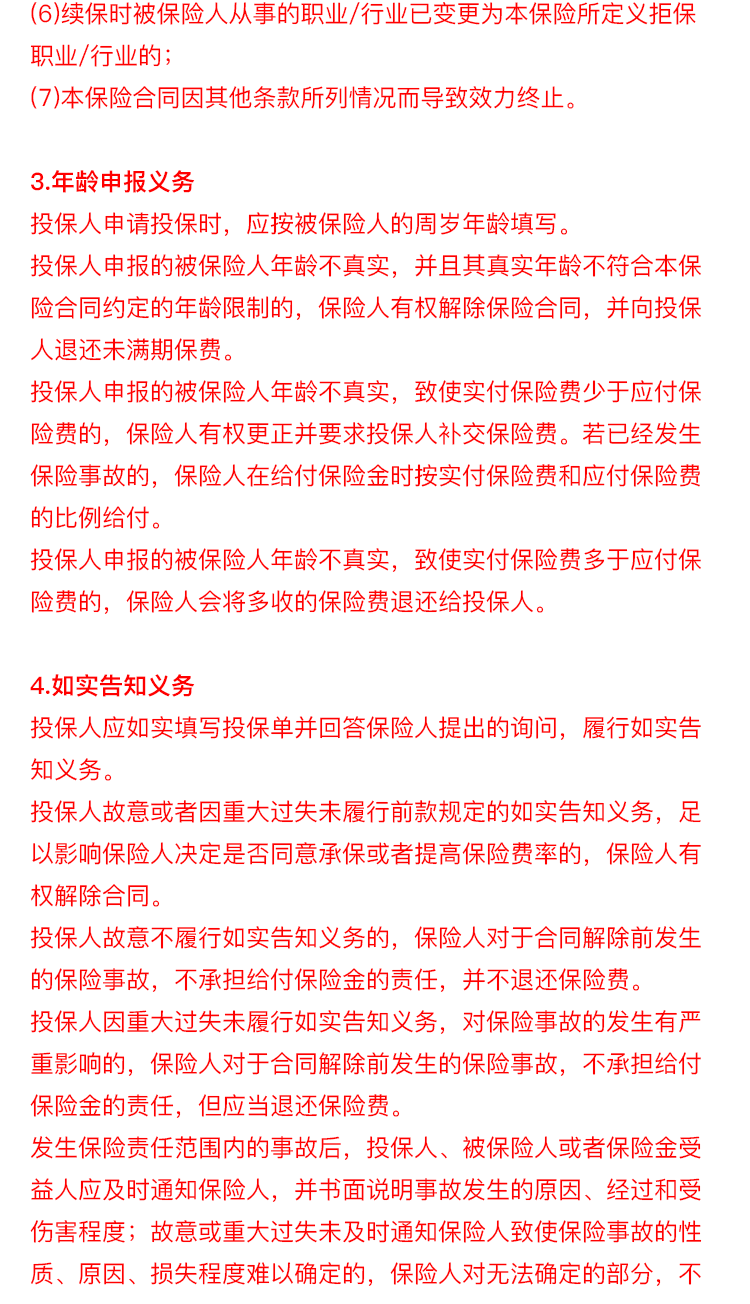 (6)续保时被保险人从事的职业/行业已变更为本保险所定义拒保
职业/行业的；
(7)本保险合同因其他条款所列情况而导致效力终止。
3.年龄申报义务
投保人申请投保时，应按被保险人的周岁年龄填写。
投保人申报的被保险人年龄不真实，并且其真实年龄不符合本保
险合同约定的年龄限制的，保险人有权解除保险合同，并向投保
人退还未满期保费。
投保人申报的被保险人年龄不真实，致使实付保险费少于应付保
险费的，保险人有权更正并要求投保人补交保险费。若已经发生
保险事故的，保险人在给付保险金时按实付保险费和应付保险费
的比例给付。
投保人申报的被保险人年龄不真实，致使实付保险费多于应付保
险费的，保险人会将多收的保险费退还给投保人。
4.如实告知义务
投保人应如实填写投保单并回答保险人提出的询问，履行如实告
知义务。
投保人故意或者因重大过失未履行前款规定的如实告知义务，足
以影响保险人决定是否同意承保或者提高保险费率的，保险人有
权解除合同。
投保人故意不履行如实告知义务的，保险人对于合同解除前发生
的保险事故，不承担给付保险金的责任，并不退还保险费。
投保人因重大过失未履行如实告知义务，对保险事故的发生有严
重影响的，保险人对于合同解除前发生的保险事故，不承担给付
保险金的责任，但应当退还保险费。
发生保险责任范围内的事故后，投保人、被保险人或者保险金受
益人应及时通知保险人，并书面说明事故发生的原因、经过和受
伤害程度；故意或重大过失未及时通知保险人致使保险事故的性
质、原因、损失程度难以确定的，保险人对无法确定的部分，不